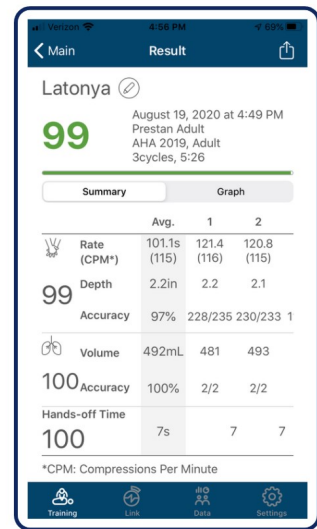 Verizon 4:56 PM 69%
Main Result
Latonya
99
August 19, 2020 at 4:49 PM
Prestan Adult
AHA 2019, Adult
3cycles, 5:26
Summary Graph
Avg. 1 2
Rate (CPM*) 101.1s (115) 121.4 (116) 120.8 (115)
99
Depth 2.2in 2.2 2.1
Accuracy 97% 228/235 230/233 1
Volume 492mL 481 493
100 Accuracy 100% 2/2 2/2
Hands-off Time
100 7s 7 7
*CPM: Compressions Per Minute
Training Link Data Settings